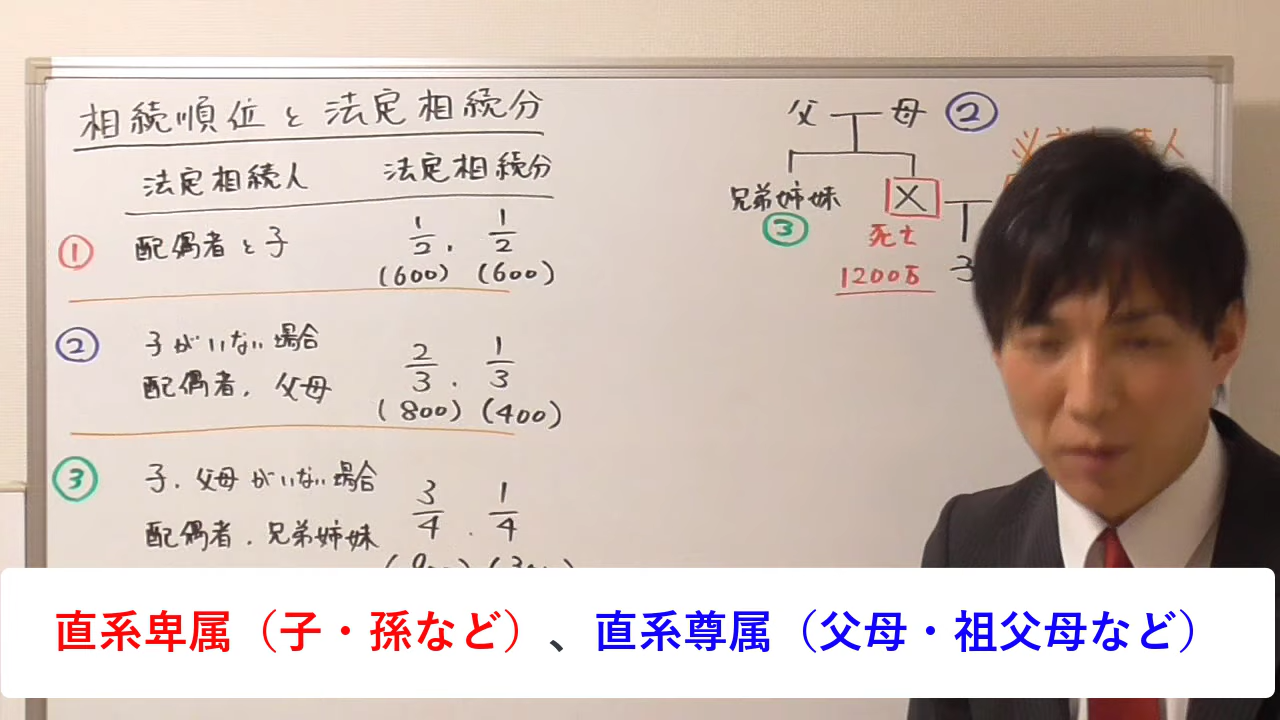 相続順位と法定相続分
法定相続人 法定相続分
① 配偶者と子 1/2, 1/2
(600) (600)
② 子がいない場合
配偶者, 父母 2/3, 1/3
(800) (400)
③ 子, 父母がいない場合
配偶者, 兄弟姉妹 3/4, 1/4
父 母 ②
兄弟姉妹 X
③ 死亡
1200万 子
直系卑属（子・孫など）、直系尊属（父母・祖父母など）